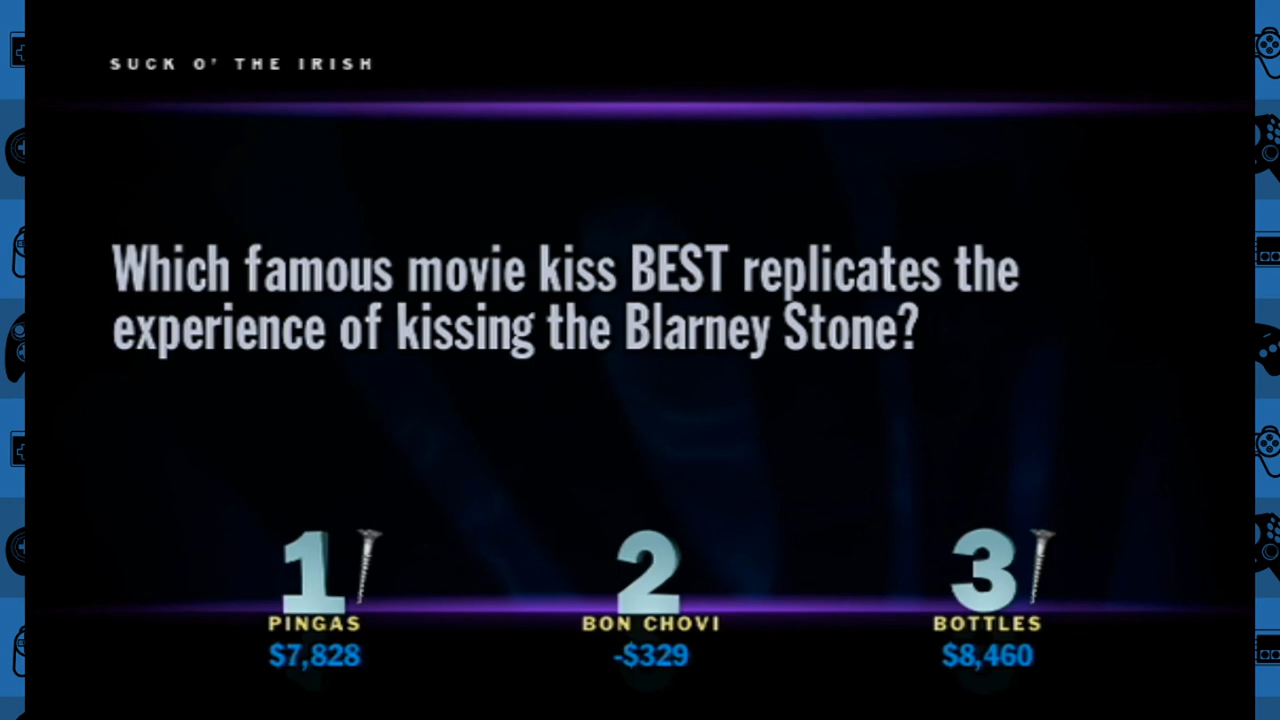 SUCK O' THE IRISH
Which famous movie kiss BEST replicates the
experience of kissing the Blarney Stone?
1 2 3
PINGAS BON CHOVI BOTTLES
$7,828 -$329 $8,460